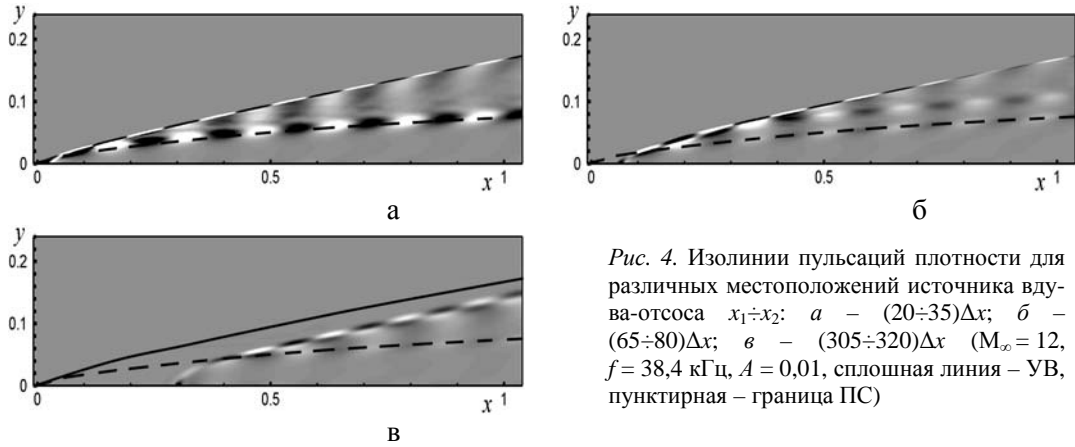 y
0.2
0.1
0
0
0.5
x
1
а
y
0.2
0.1
0
0
0.5
x
1
б
y
0.2
0.1
0
0
0.5
x
1
в
Рис. 4. Изолинии пульсаций плотности для
различных местоположений источника вду-
ва-отсоса x₁÷x₂: а – (20÷35)Δx; б –
(65÷80)Δx; в – (305÷320)Δx (M∞ = 12,
f = 38,4 кГц, A = 0,01, сплошная линия – УВ,
пунктирная – граница ПС)